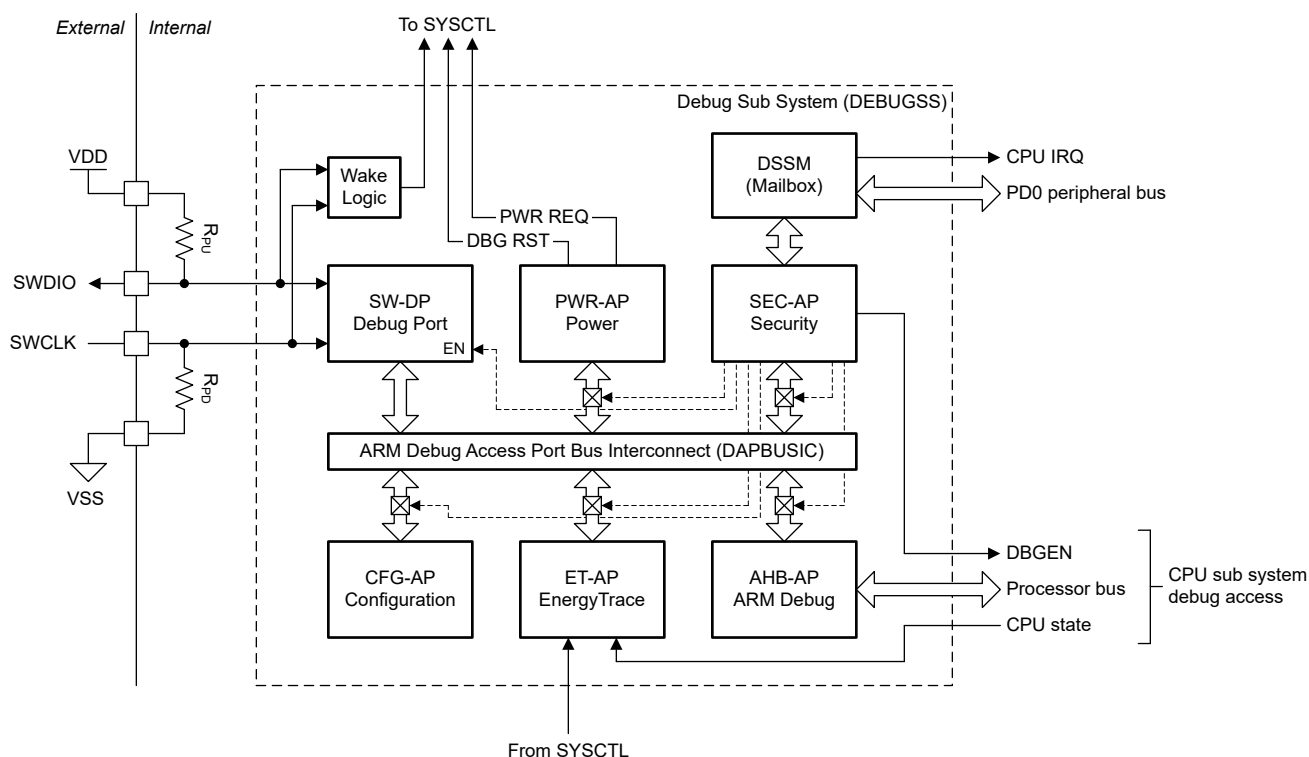 External
Internal
To SYSCTL
Debug Sub System (DEBUGSS)
VDD
RPU
Wake
Logic
DSSM
(Mailbox)
CPU IRQ
PD0 peripheral bus
PWR REQ
DBG RST
SWDIO
SWCLK
SW-DP
Debug Port
EN
PWR-AP
Power
SEC-AP
Security
RPD
VSS
ARM Debug Access Port Bus Interconnect (DAPBUSIC)
CFG-AP
Configuration
ET-AP
EnergyTrace
AHB-AP
ARM Debug
DBGEN
Processor bus
CPU state
CPU sub system
debug access
From SYSCTL